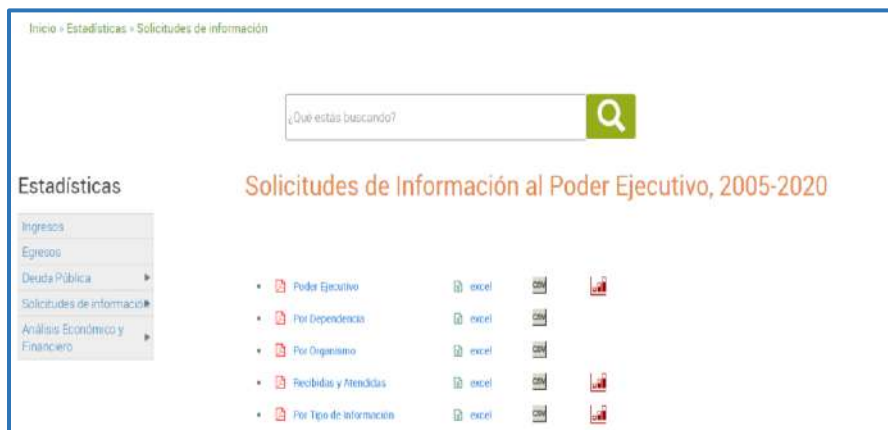 Inicio » Estadísticas » Solicitudes de información
¿Qué estás buscando?
Estadísticas
Solicitudes de Información al Poder Ejecutivo, 2005-2020
Ingresos
Egresos
Deuda Pública
Solicitudes de informació
Análisis Económico y
Financiero
Poder Ejecutivo excel CSV
Por Dependencia excel CSV
Por Organismo excel CSV
Recibidas y Atendidas excel CSV
Por Tipo de Información excel CSV